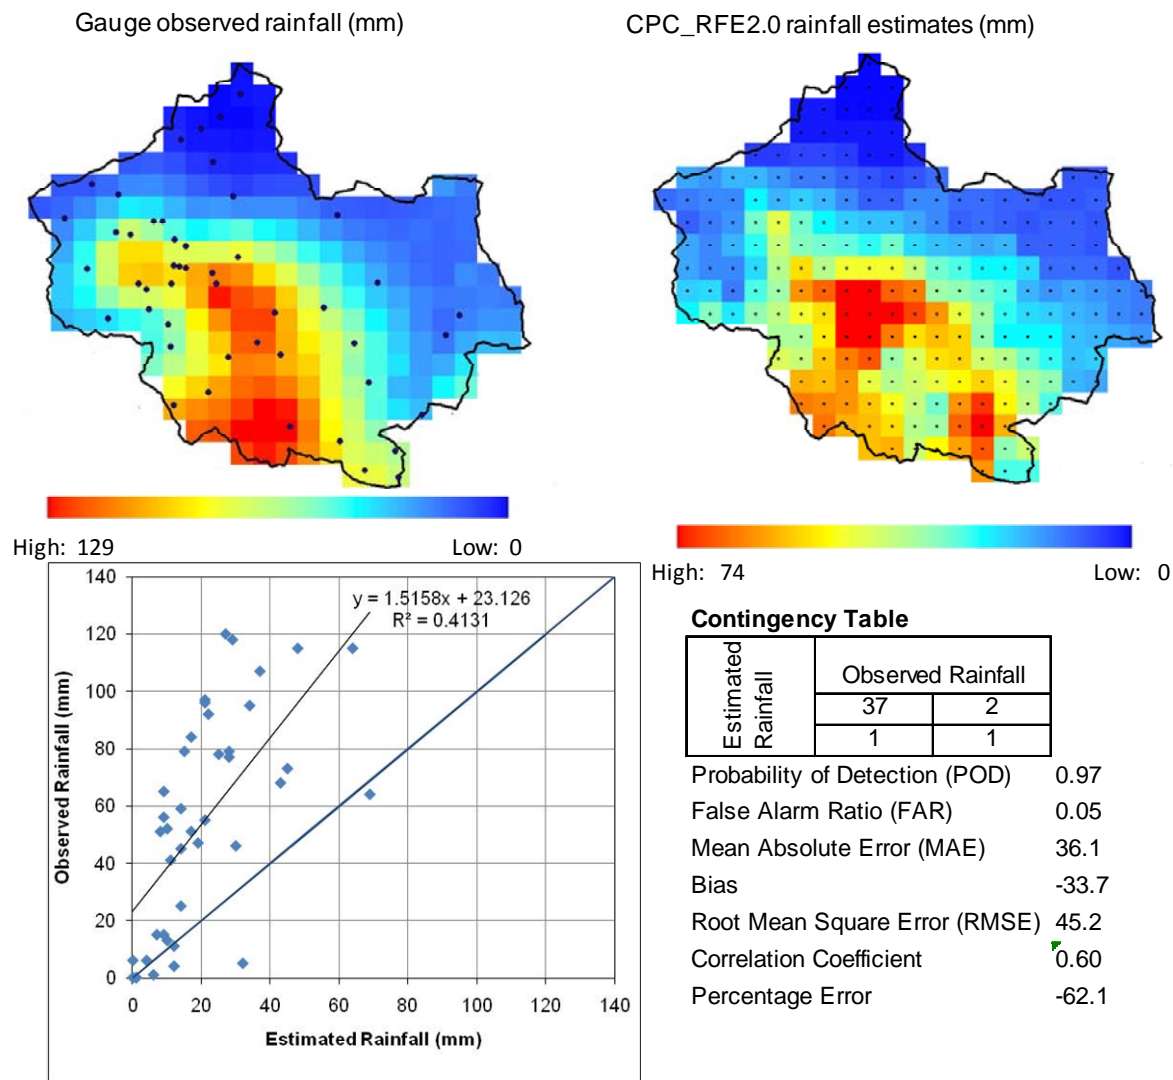 Gauge observed rainfall (mm)
CPC_RFE2.0 rainfall estimates (mm)
High: 129
Low: 0
High: 74
Low: 0
140
120
100
80
60
40
20
0
0
20
40
60
80
100
120
140
Observed Rainfall (mm)
Estimated Rainfall (mm)
y = 1.5158x + 23.126
R² = 0.4131
Contingency Table
Estimated
Rainfall
Observed Rainfall
37 2
1 1
Probability of Detection (POD) 0.97
False Alarm Ratio (FAR) 0.05
Mean Absolute Error (MAE) 36.1
Bias -33.7
Root Mean Square Error (RMSE) 45.2
Correlation Coefficient 0.60
Percentage Error -62.1